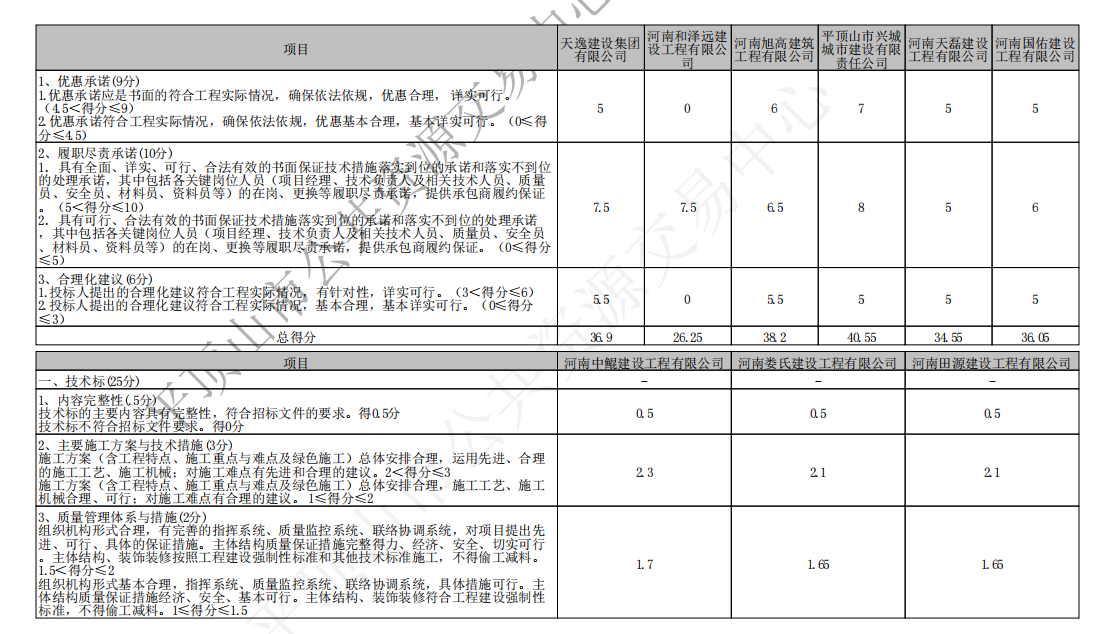 项目
天逸建设集团
有限公司
河南和泽远建
设工程有限公
司
河南旭高建筑
工程有限公司
平顶山市兴城
城市建设有限
责任公司
河南天磊建设
工程有限公司
河南国佑建设
工程有限公司
1、优惠承诺(9分)
1.优惠承诺应是书面的符合工程实际情况，确保依法依规，优惠合理， 详实可行。
（4.5＜得分≤9）
2.优惠承诺符合工程实际情况，确保依法依规，优惠基本合理，基本详实可行。（0≤得
分≤4.5）
5 0 6 7 5 5
2、履职尽责承诺(10分)
1. 具有全面、详实、可行、合法有效的书面保证技术措施落实到位的承诺和落实不到位
的处理承诺，其中包括各关键岗位人员（项目经理、技术负责人及相关技术人员、质量
员、安全员、材料员、资料员等）的在岗、更换等履职尽责承诺，提供承包商履约保证
。（5＜得分≤10）
2. 具有可行、合法有效的书面保证技术措施落实到位的承诺和落实不到位的处理承诺
，其中包括各关键岗位人员（项目经理、技术负责人及相关技术人员、质量员、安全员
、材料员、资料员等）的在岗、更换等履职尽责承诺，提供承包商履约保证。（0≤得分
≤5）
7.5 7.5 6.5 8 5 6
3、合理化建议(6分)
1.投标人提出的合理化建议符合工程实际情况，有针对性，详实可行。（3＜得分≤6）
2.投标人提出的合理化建议符合工程实际情况，基本合理，基本详实可行。（0≤得分
≤3）
5.5 0 5.5 5 5 5
总得分 36.9 26.25 38.2 40.55 34.55 36.05
项目 河南中鲲建设工程有限公司 河南娄氏建设工程有限公司 河南田源建设工程有限公司
一、技术标(25分) - - -
1、内容完整性(.5分)
技术标的主要内容具有完整性，符合招标文件的要求。得0.5分
技术标不符合招标文件要求。得0分
0.5 0.5 0.5
2、主要施工方案与技术措施(3分)
施工方案（含工程特点、施工重点与难点及绿色施工）总体安排合理，运用先进、合理
的施工工艺、施工机械；对施工难点有先进和合理的建议。2＜得分≤3
施工方案（含工程特点、施工重点与难点及绿色施工）总体安排合理，施工工艺、施工
机械合理、可行；对施工难点有合理的建议。 1≤得分≤2
2.3 2.1 2.1
3、质量管理体系与措施(2分)
组织机构形式合理，有完善的指挥系统、质量监控系统、联络协调系统，对项目提出先
进、可行、具体的保证措施。主体结构质量保证措施完整得力、经济、安全、切实可行
。主体结构、装饰装修按照工程建设强制性标准和其他技术标准施工，不得偷工减料。
1.5＜得分≤2
组织机构形式基本合理，指挥系统、质量监控系统、联络协调系统，具体措施可行。主
体结构质量保证措施经济、安全、基本可行。主体结构、装饰装修符合工程建设强制性
标准，不得偷工减料。1≤得分≤1.5
1.7 1.65 1.65
平顶山市公共资源交易中心
平顶山市公共资源交易中心